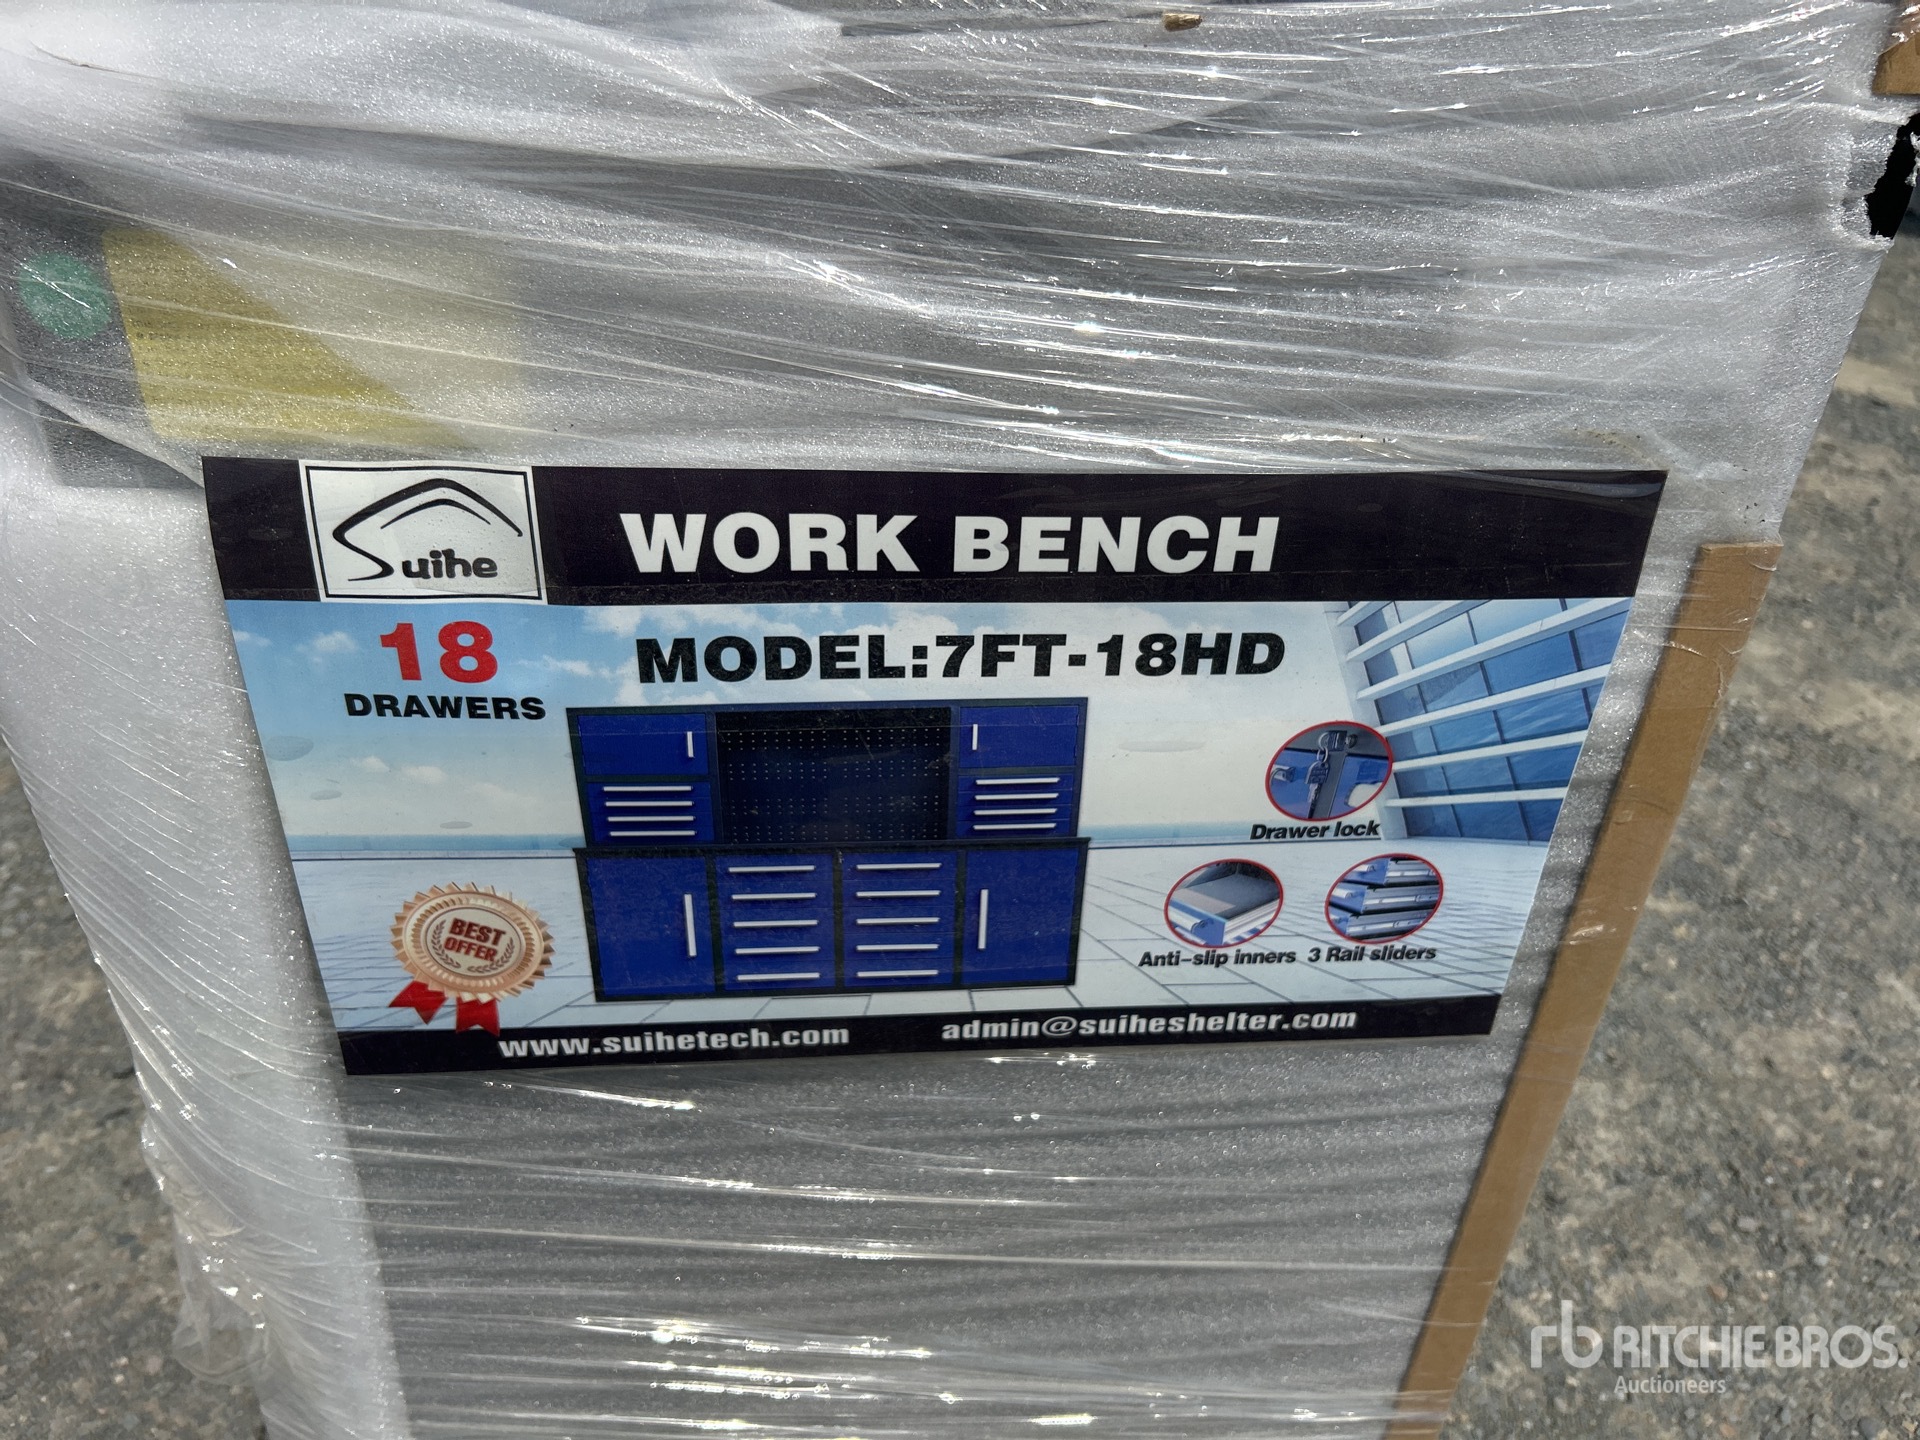 Suihe
WORK BENCH
18
DRAWERS
MODEL:7FT-18HD
Drawer lock
Anti-slip inners
3 Rail sliders
BEST
OFFER
www.suihetech.com
admin@suiheshelter.com
rb RITCHIE BROS.
Auctioneers